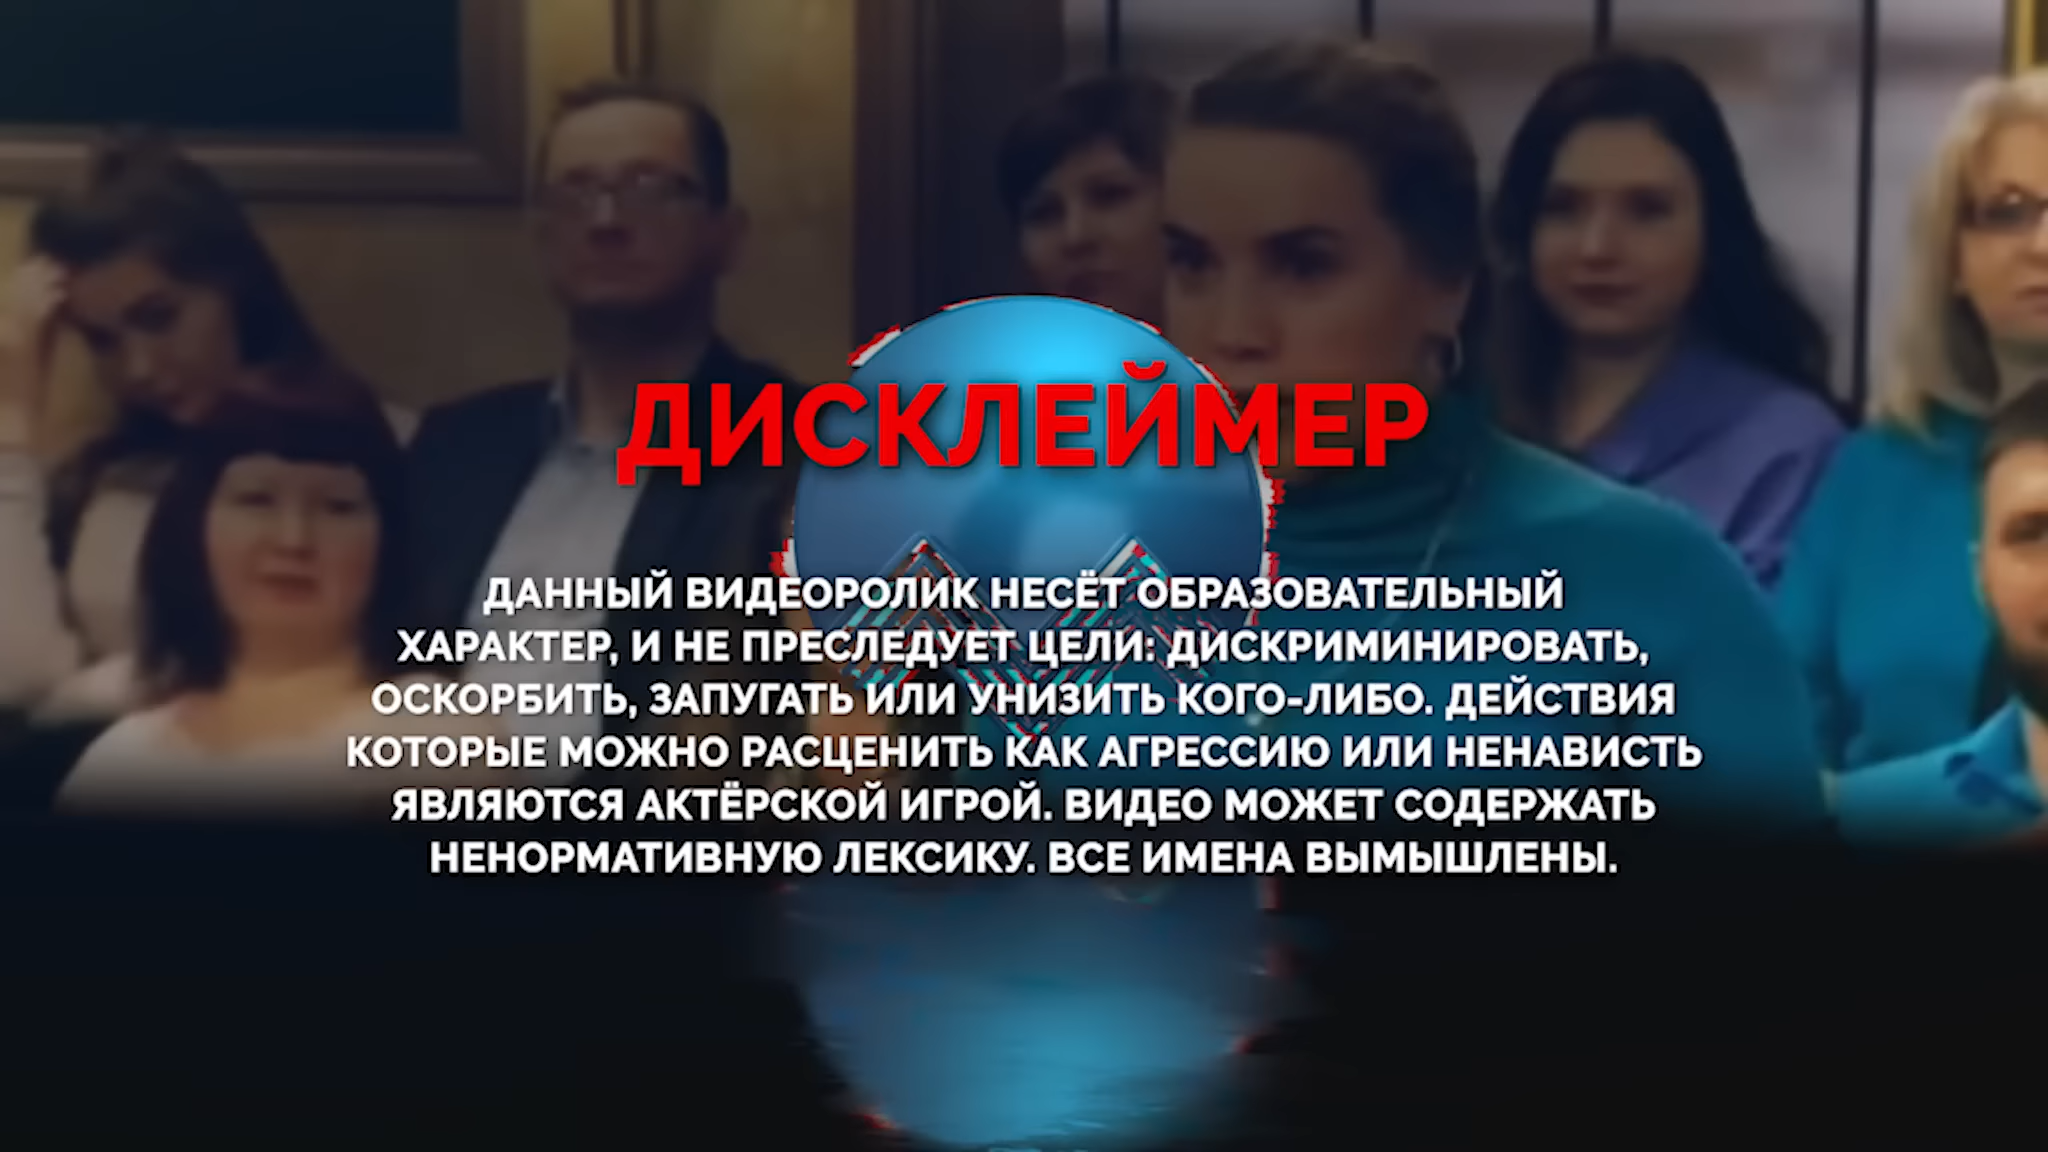 ДИСКЛЕЙМЕР
ДАННЫЙ ВИДЕОРОЛИК НЕСЁТ ОБРАЗОВАТЕЛЬНЫЙ
ХАРАКТЕР, И НЕ ПРЕСЛЕДУЕТ ЦЕЛИ: ДИСКРИМИНИРОВАТЬ,
ОСКОРБИТЬ, ЗАПУГАТЬ ИЛИ УНИЗИТЬ КОГО-ЛИБО. ДЕЙСТВИЯ
КОТОРЫЕ МОЖНО РАСЦЕНИТЬ КАК АГРЕССИЮ ИЛИ НЕНАВИСТЬ
ЯВЛЯЮТСЯ АКТЁРСКОЙ ИГРОЙ. ВИДЕО МОЖЕТ СОДЕРЖАТЬ
НЕНОРМАТИВНУЮ ЛЕКСИКУ. ВСЕ ИМЕНА ВЫМЫШЛЕНЫ.